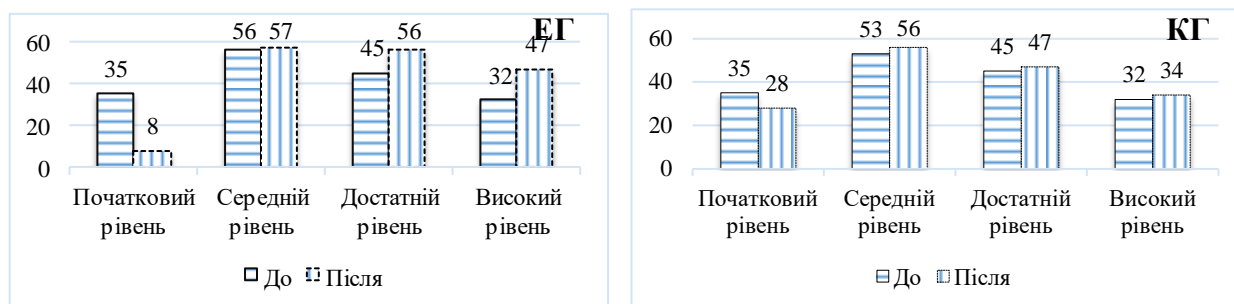 ЕГ
60
40
20
0
35
8
56
57
45
56
32
47
Початковий
рівень
Середній
рівень
Достатній
рівень
Високий
рівень
До
Після
КГ
60
40
20
0
35
28
53
56
45
47
32
34
Початковий
рівень
Середній
рівень
Достатній
рівень
Високий
рівень
До
Після